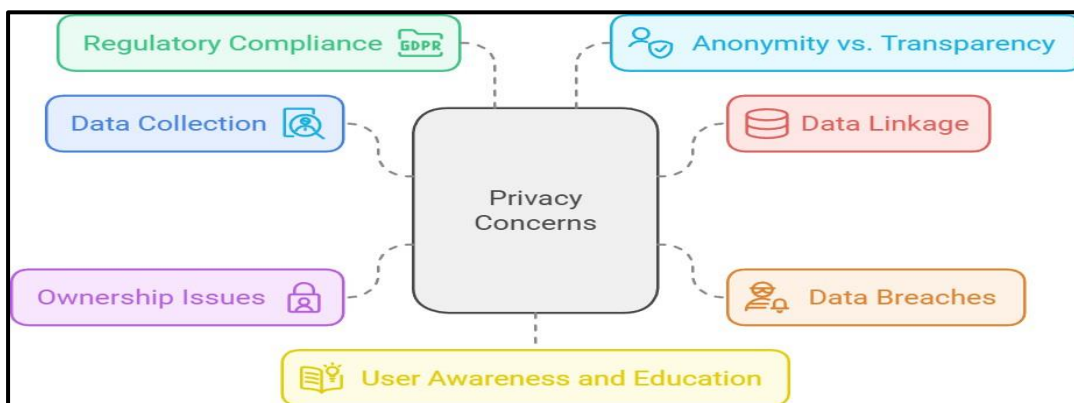 Regulatory Compliance GDPR
Anonymity vs. Transparency
Data Collection
Data Linkage
Privacy
Concerns
Ownership Issues
Data Breaches
User Awareness and Education